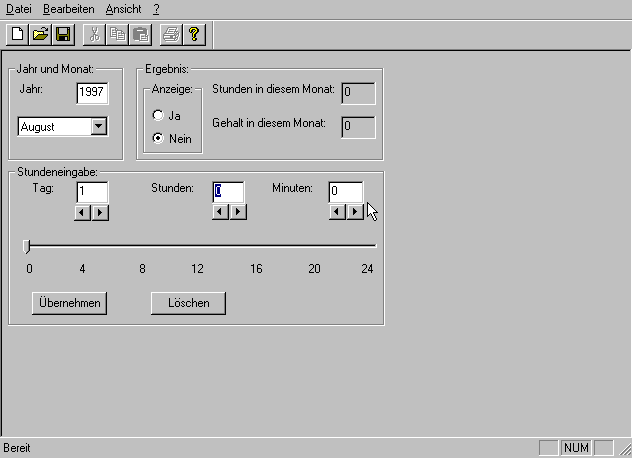 Datei Bearbeiten Ansicht ?
Jahr und Monat:
Jahr: 1997
August
Ergebnis:
Anzeige:
Ja
Nein
Stunden in diesem Monat: 0
Gehalt in diesem Monat: 0
Stundeneingabe:
Tag: 1 Stunden: 0 Minuten: 0
0 4 8 12 16 20 24
Übernehmen Löschen
Bereit NUM